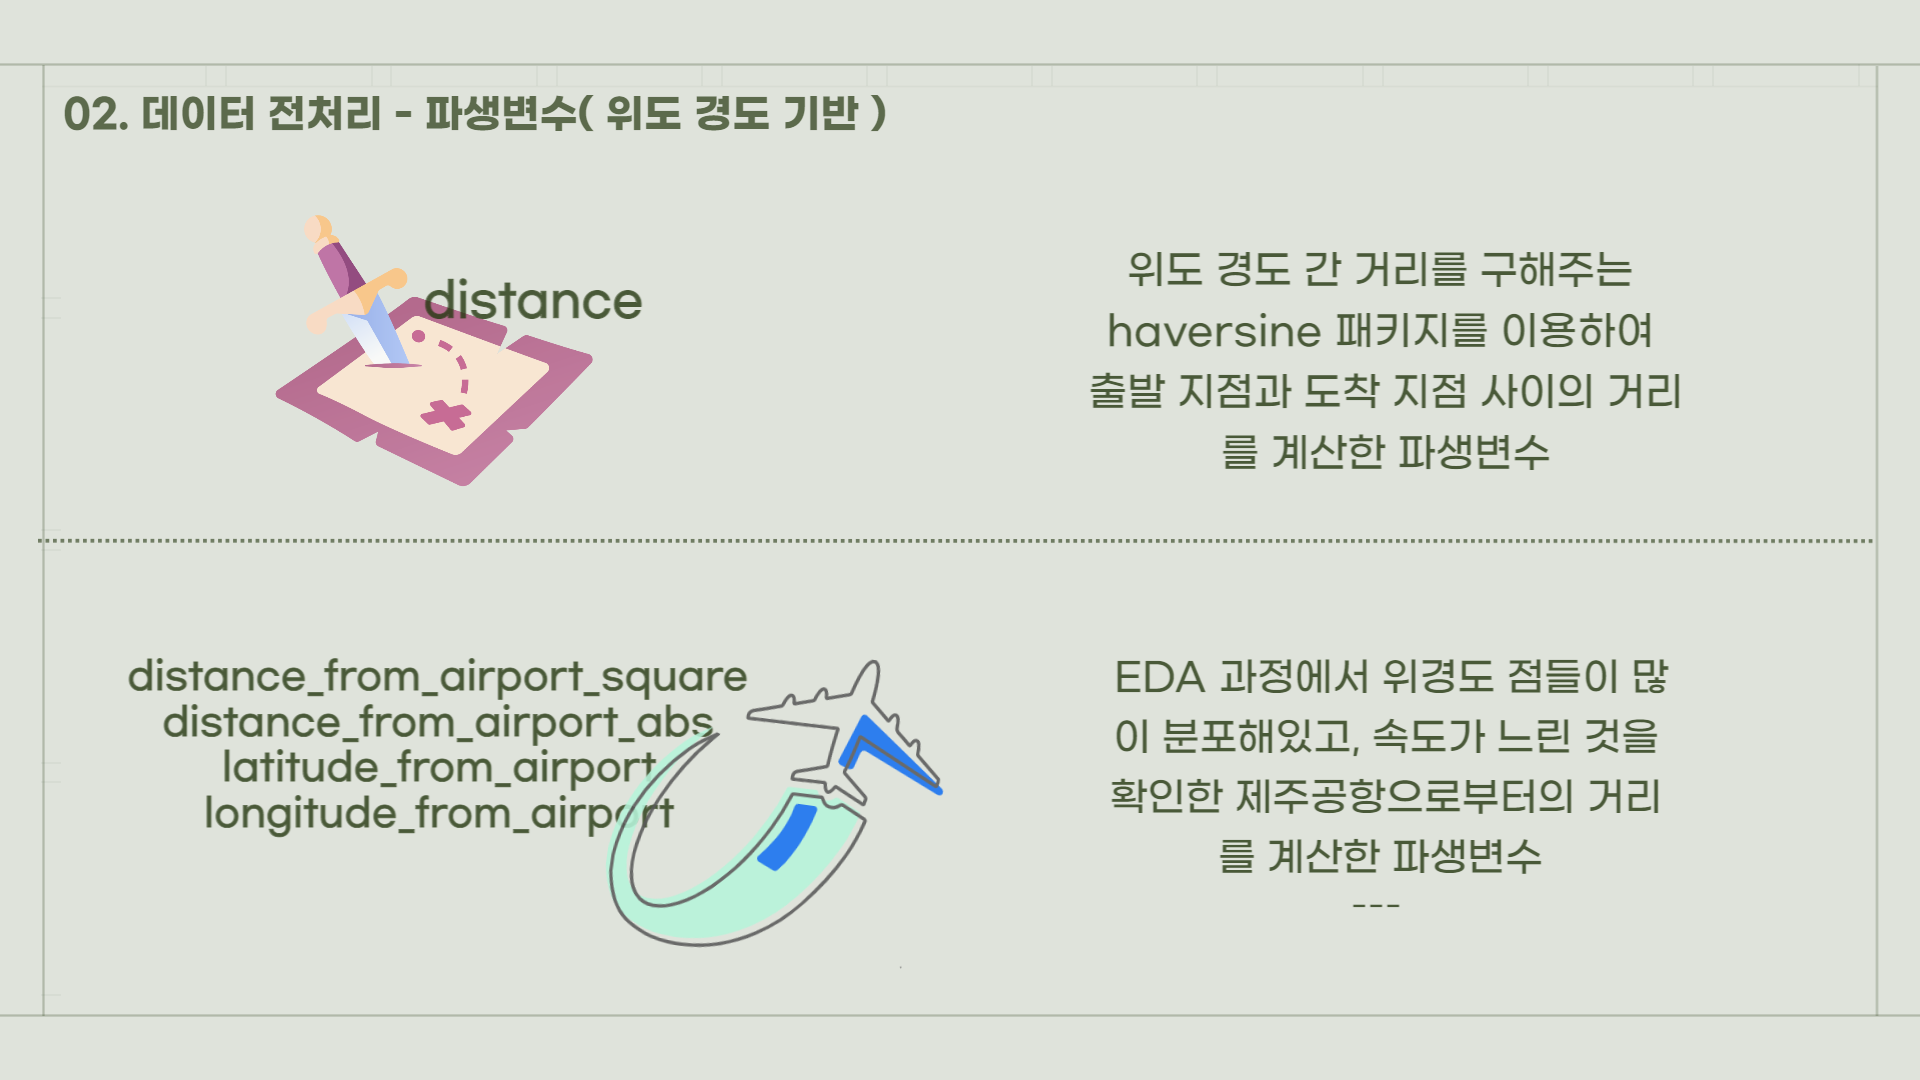 02. 데이터 전처리 - 파생변수( 위도 경도 기반 )
distance
위도 경도 간 거리를 구해주는
haversine 패키지를 이용하여
출발 지점과 도착 지점 사이의 거리
를 계산한 파생변수
distance_from_airport_square
distance_from_airport_abs
latitude_from_airport
longitude_from_airport
EDA 과정에서 위경도 점들이 많
이 분포해있고, 속도가 느린 것을
확인한 제주공항으로부터의 거리
를 계산한 파생변수
---